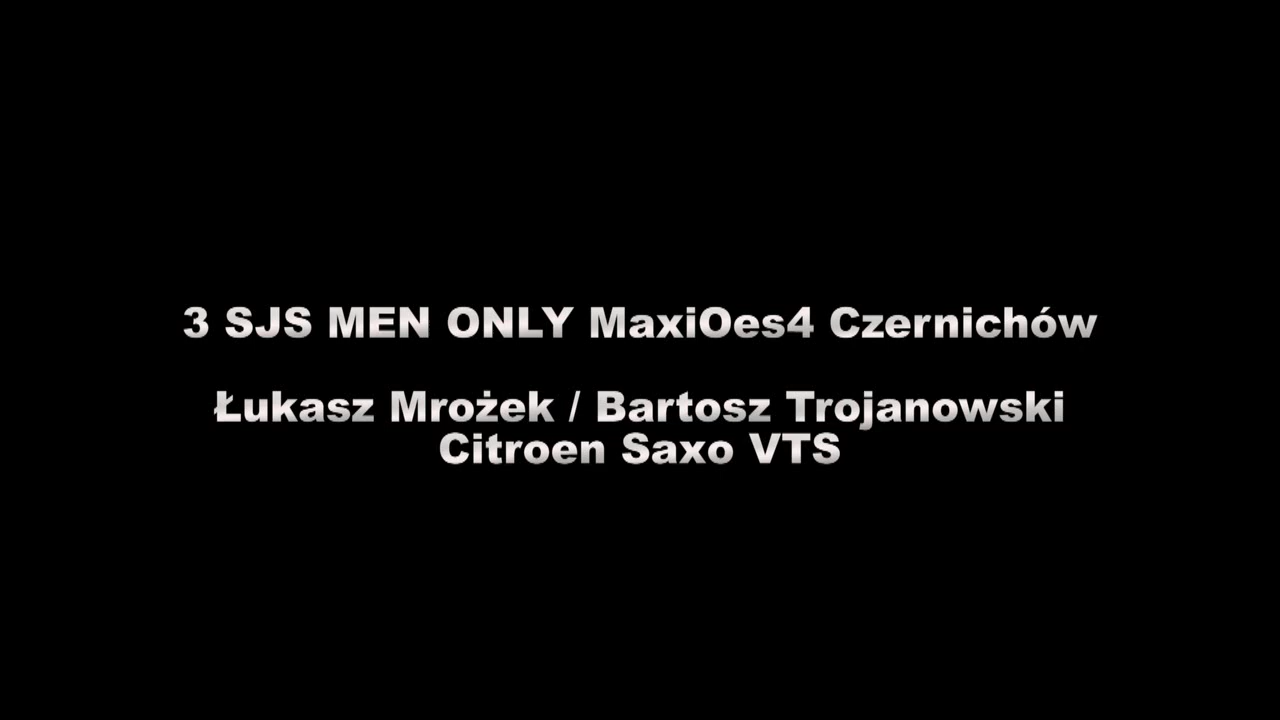 3 SJS MEN ONLY MaxiOes4 Czernichów
Łukasz Mrożek / Bartosz Trojanowski
Citroen Saxo VTS